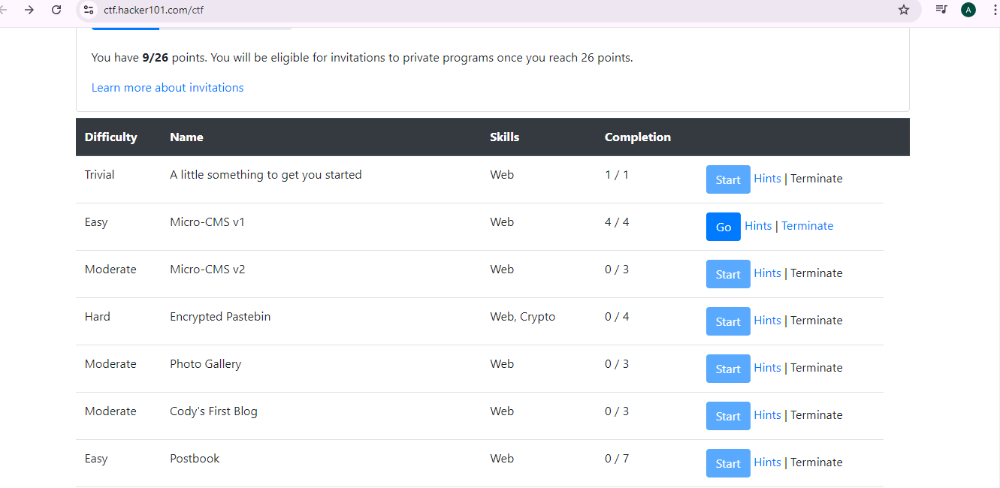 ctf.hacker101.com/ctf
A
You have 9/26 points. You will be eligible for invitations to private programs once you reach 26 points.
Learn more about invitations
Difficulty Name Skills Completion
Trivial A little something to get you started Web 1 / 1 Start Hints | Terminate
Easy Micro-CMS v1 Web 4 / 4 Go Hints | Terminate
Moderate Micro-CMS v2 Web 0 / 3 Start Hints | Terminate
Hard Encrypted Pastebin Web, Crypto 0 / 4 Start Hints | Terminate
Moderate Photo Gallery Web 0 / 3 Start Hints | Terminate
Moderate Cody's First Blog Web 0 / 3 Start Hints | Terminate
Easy Postbook Web 0 / 7 Start Hints | Terminate